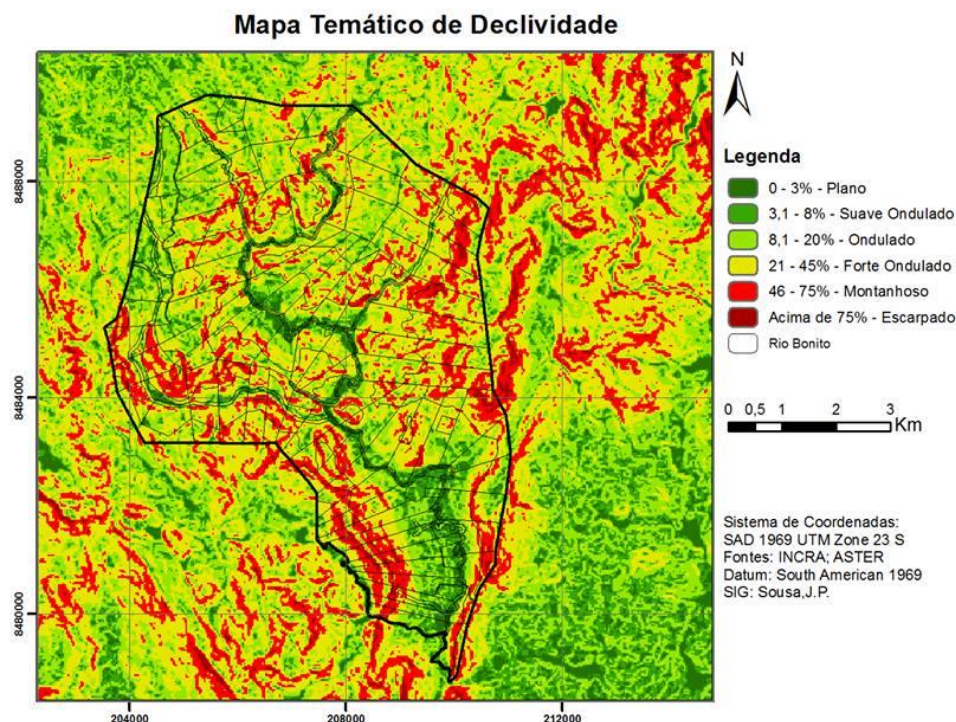 Mapa Temático de Declividade
N
Legenda
0 - 3% - Plano
3,1 - 8% - Suave Ondulado
8,1 - 20% - Ondulado
21 - 45% - Forte Ondulado
46 - 75% - Montanhoso
Acima de 75% - Escarpado
Rio Bonito
0 0,5 1 2 3
Km
Sistema de Coordenadas:
SAD 1969 UTM Zone 23 S
Fontes: INCRA; ASTER
Datum: South American 1969
SIG: Sousa,J.P.
8488000
8484000
8480000
204000 208000 212000